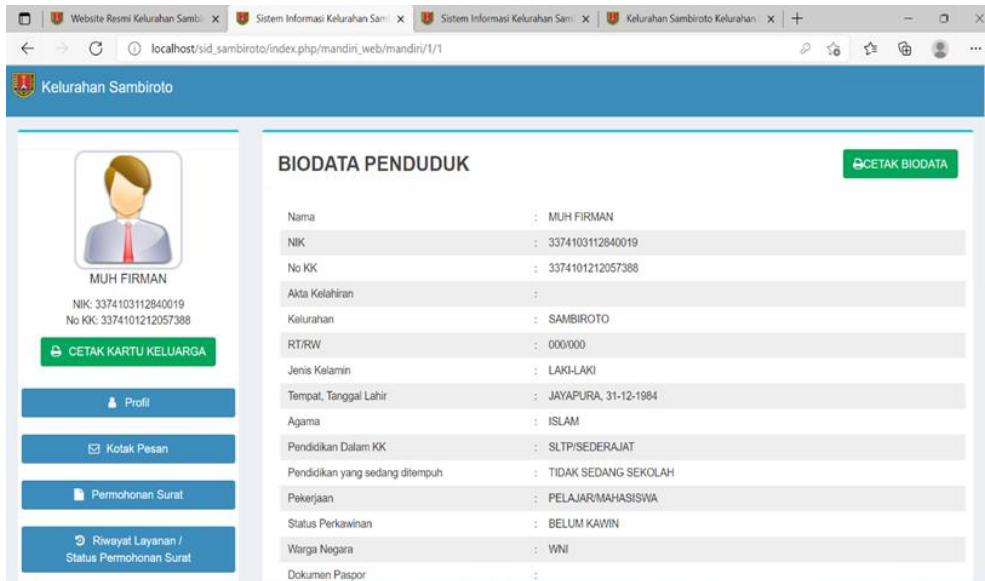 Website Resmi Kelurahan Sambi
Sistem Informasi Kelurahan Sam
Sistem Informasi Kelurahan Sam
Kelurahan Sambiroto Kelurahan
localhost/sid_sambiroto/index.php/mandiri_web/mandiri/1/1
Kelurahan Sambiroto
MUH FIRMAN
NIK: 3374103112840019
No KK: 3374101212057388
CETAK KARTU KELUARGA
Profil
Kotak Pesan
Permohonan Surat
Riwayat Layanan /
Status Permohonan Surat
BIODATA PENDUDUK
CETAK BIODATA
Nama : MUH FIRMAN
NIK : 3374103112840019
No KK : 3374101212057388
Akta Kelahiran :
Kelurahan : SAMBIROTO
RT/RW : 000/000
Jenis Kelamin : LAKI-LAKI
Tempat, Tanggal Lahir : JAYAPURA, 31-12-1984
Agama : ISLAM
Pendidikan Dalam KK : SLTP/SEDERAJAT
Pendidikan yang sedang ditempuh : TIDAK SEDANG SEKOLAH
Pekerjaan : PELAJAR/MAHASISWA
Status Perkawinan : BELUM KAWIN
Warga Negara : WNI
Dokumen Paspor :